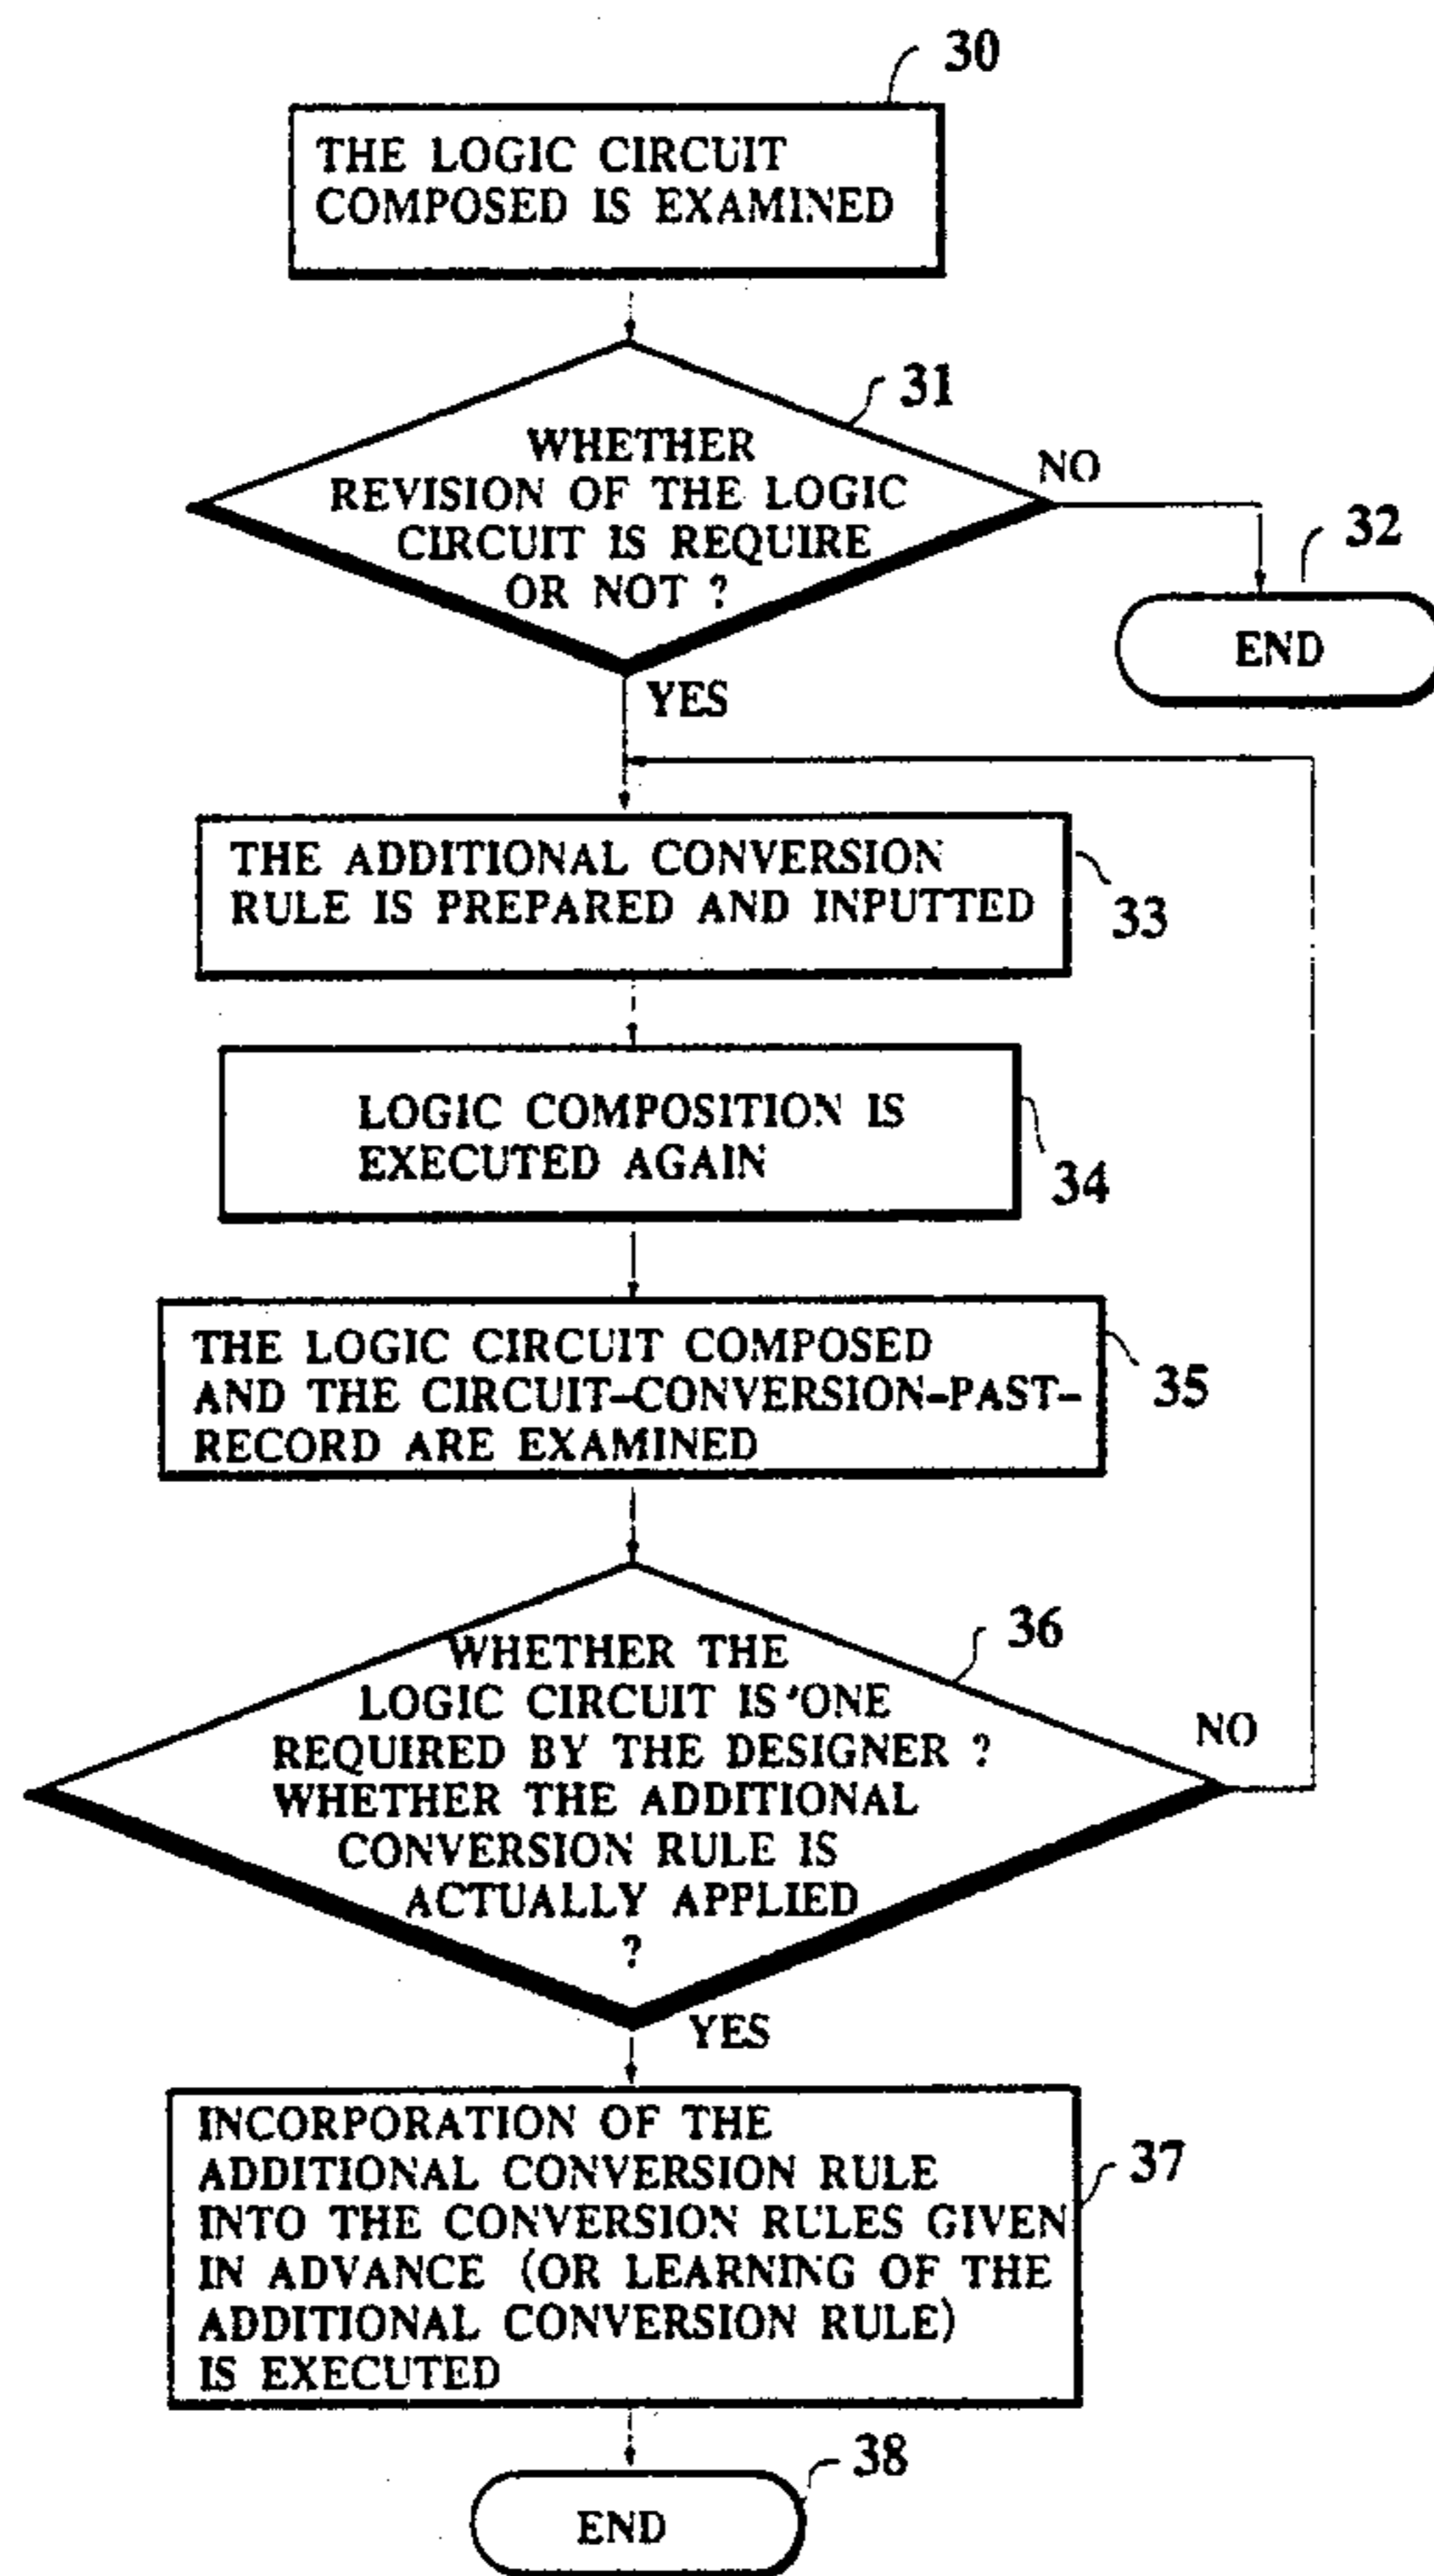 30
THE LOGIC CIRCUIT
COMPOSED IS EXAMINED
31
WHETHER
REVISION OF THE LOGIC
CIRCUIT IS REQUIRE
OR NOT ?
NO
32
END
YES
THE ADDITIONAL CONVERSION
RULE IS PREPARED AND INPUTTED
33
LOGIC COMPOSITION IS
EXECUTED AGAIN
34
THE LOGIC CIRCUIT COMPOSED
AND THE CIRCUIT-CONVERSION-PAST-
RECORD ARE EXAMINED
35
36
WHETHER THE
LOGIC CIRCUIT IS ONE
REQUIRED BY THE DESIGNER ?
WHETHER THE ADDITIONAL
CONVERSION RULE IS
ACTUALLY APPLIED
?
NO
YES
INCORPORATION OF THE
ADDITIONAL CONVERSION RULE
INTO THE CONVERSION RULES GIVEN
IN ADVANCE (OR LEARNING OF THE
ADDITIONAL CONVERSION RULE)
IS EXECUTED
37
38
END